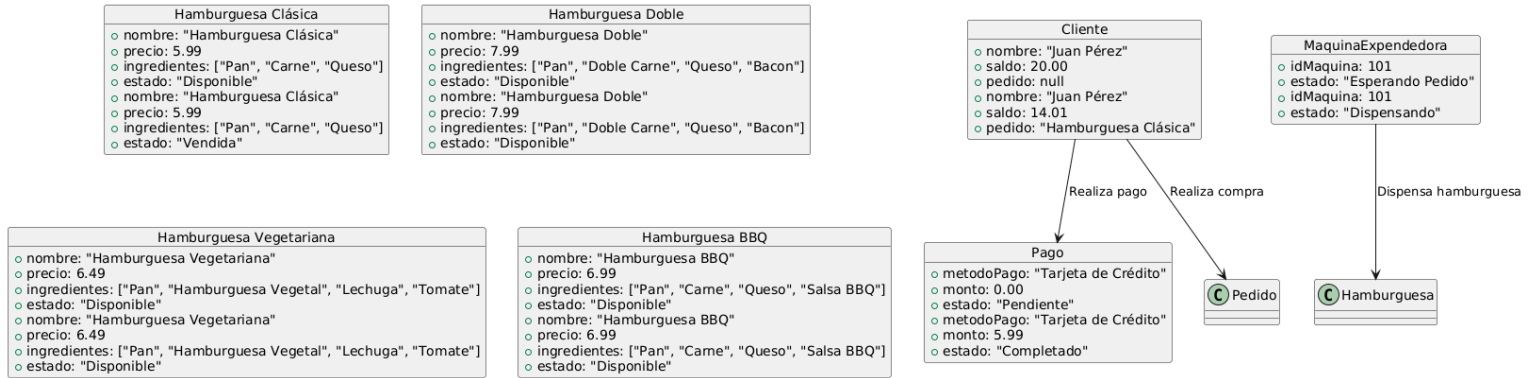 Hamburguesa Clásica
nombre: "Hamburguesa Clásica"
precio: 5.99
ingredientes: ["Pan", "Carne", "Queso"]
estado: "Disponible"
nombre: "Hamburguesa Clásica"
precio: 5.99
ingredientes: ["Pan", "Carne", "Queso"]
estado: "Vendida"
Hamburguesa Doble
nombre: "Hamburguesa Doble"
precio: 7.99
ingredientes: ["Pan", "Doble Carne", "Queso", "Bacon"]
estado: "Disponible"
nombre: "Hamburguesa Doble"
precio: 7.99
ingredientes: ["Pan", "Doble Carne", "Queso", "Bacon"]
estado: "Disponible"
Cliente
nombre: "Juan Pérez"
saldo: 20.00
pedido: null
nombre: "Juan Pérez"
saldo: 14.01
pedido: "Hamburguesa Clásica"
MaquinaExpendedora
idMaquina: 101
estado: "Esperando Pedido"
idMaquina: 101
estado: "Dispensando"
Realiza pago
Realiza compra
Dispensa hamburguesa
Hamburguesa Vegetariana
nombre: "Hamburguesa Vegetariana"
precio: 6.49
ingredientes: ["Pan", "Hamburguesa Vegetal", "Lechuga", "Tomate"]
estado: "Disponible"
nombre: "Hamburguesa Vegetariana"
precio: 6.49
ingredientes: ["Pan", "Hamburguesa Vegetal", "Lechuga", "Tomate"]
estado: "Disponible"
Hamburguesa BBQ
nombre: "Hamburguesa BBQ"
precio: 6.99
ingredientes: ["Pan", "Carne", "Queso", "Salsa BBQ"]
estado: "Disponible"
nombre: "Hamburguesa BBQ"
precio: 6.99
ingredientes: ["Pan", "Carne", "Queso", "Salsa BBQ"]
estado: "Disponible"
Pago
metodoPago: "Tarjeta de Crédito"
monto: 0.00
estado: "Pendiente"
metodoPago: "Tarjeta de Crédito"
monto: 5.99
estado: "Completado"
C Pedido
C Hamburguesa